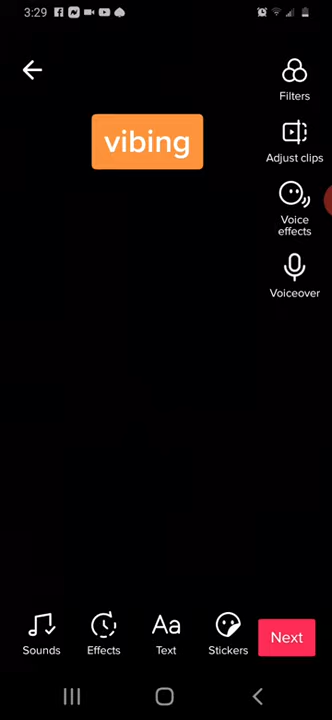 3:29
Filters
vibing
Adjust clips
Voice
effects
Voiceover
Sounds
Effects
Aa
Text
Stickers
Next